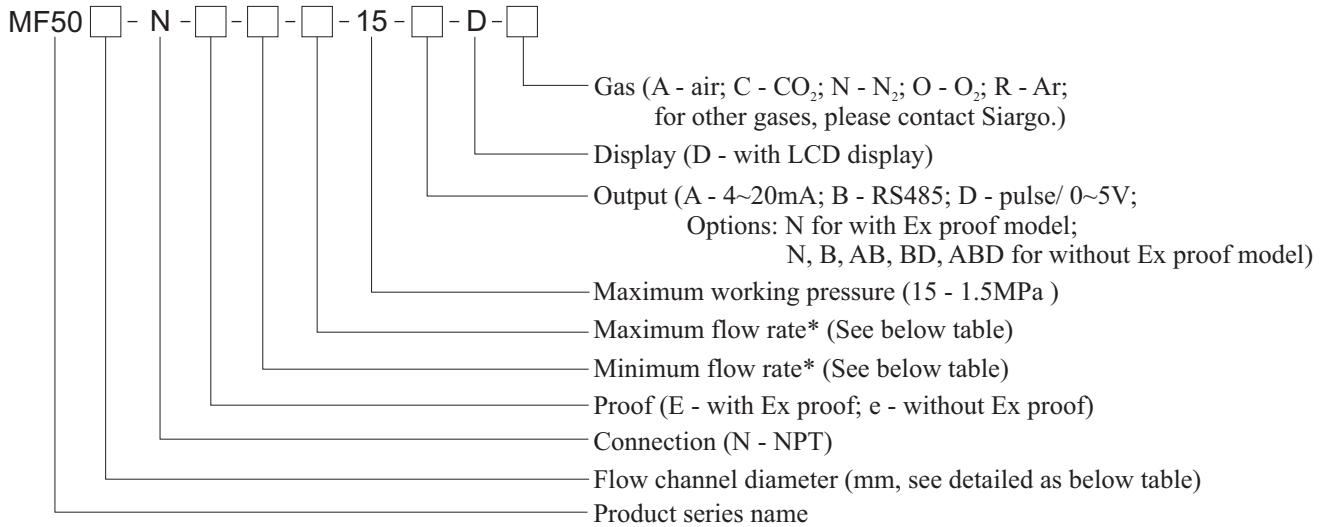 MF50 □ - N - □ - □ - □ - 15 - □ - D - □
Gas (A - air; C - CO₂; N - N₂; O - O₂; R - Ar;
for other gases, please contact Siargo.)
Display (D - with LCD display)
Output (A - 4~20mA; B - RS485; D - pulse/ 0~5V;
Options: N for with Ex proof model;
N, B, AB, BD, ABD for without Ex proof model)
Maximum working pressure (15 - 1.5MPa )
Maximum flow rate* (See below table)
Minimum flow rate* (See below table)
Proof (E - with Ex proof; e - without Ex proof)
Connection (N - NPT)
Flow channel diameter (mm, see detailed as below table)
Product series name